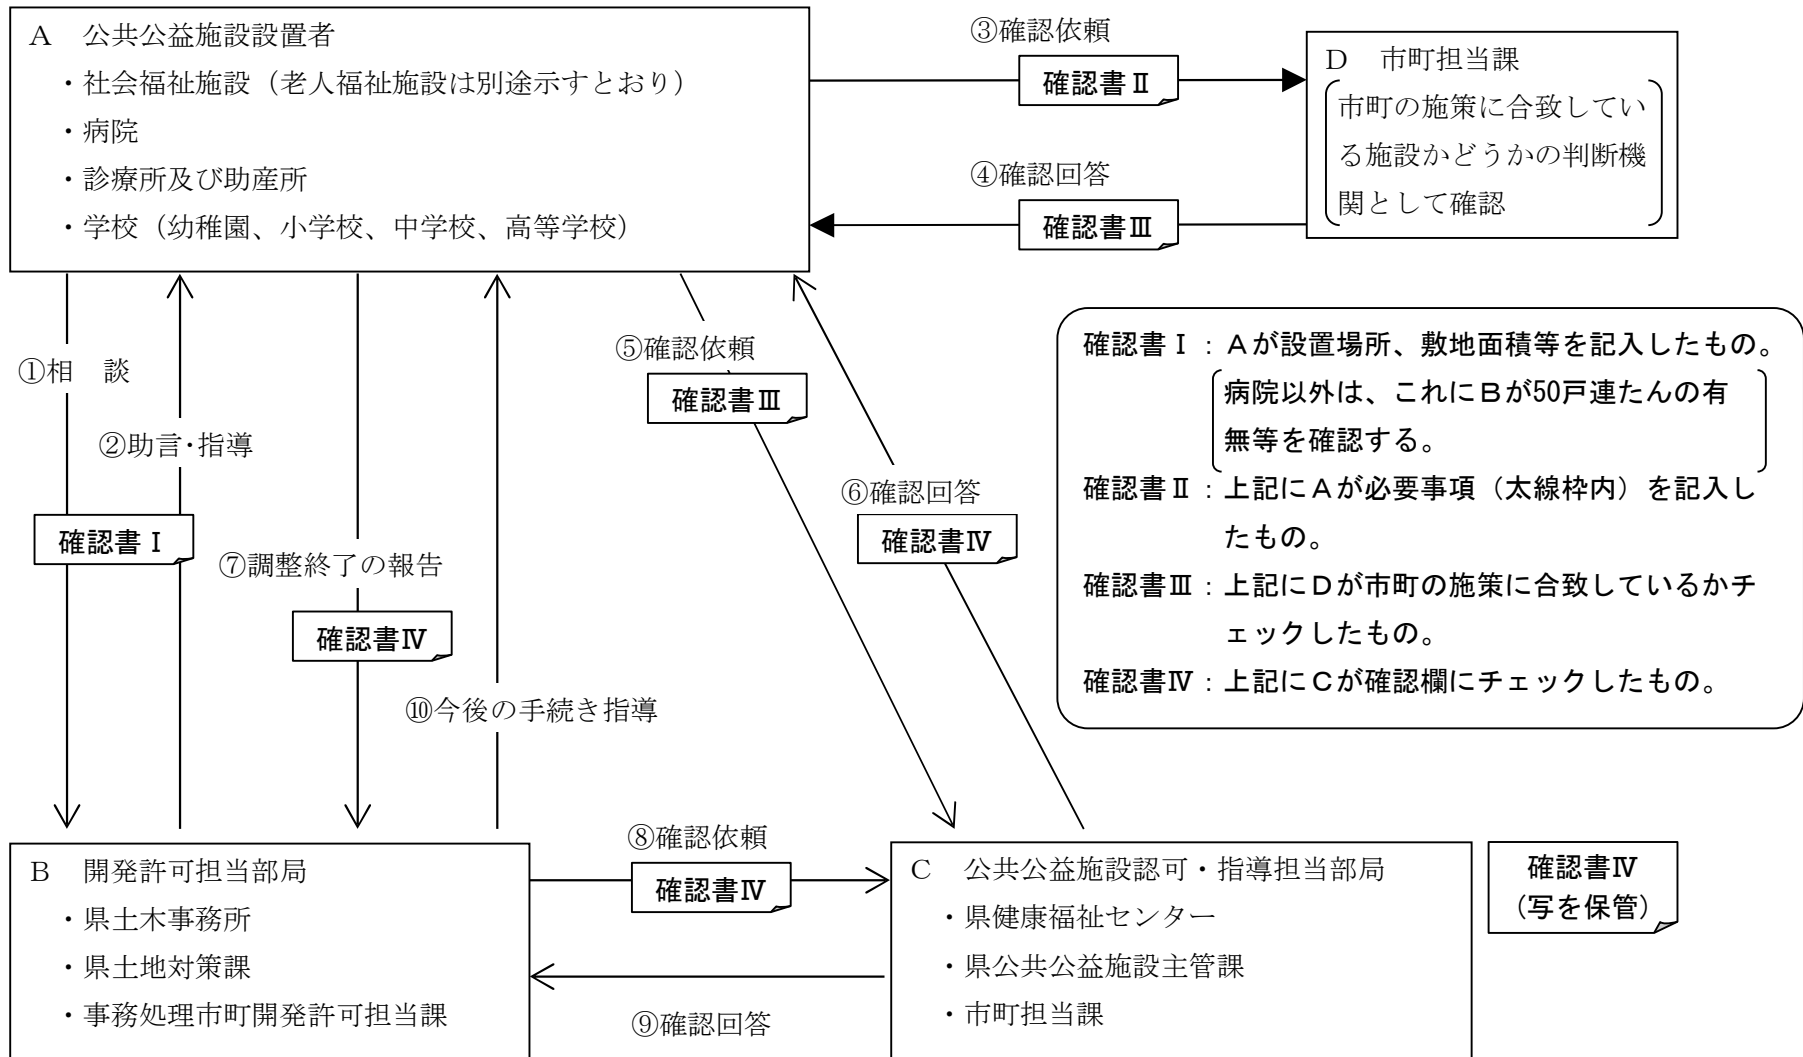 A 公共公益施設設置者
・社会福祉施設（老人福祉施設は別途示すとおり）
・病院
・診療所及び助産所
・学校（幼稚園、小学校、中学校、高等学校）
③確認依頼
確認書Ⅱ
④確認回答
確認書Ⅲ
D 市町担当課
市町の施策に合致してい
る施設かどうかの判断機
関として確認
①相 談
②助言・指導
確認書Ⅰ
⑦調整終了の報告
確認書Ⅳ
⑩今後の手続き指導
⑤確認依頼
確認書Ⅲ
⑥確認回答
確認書Ⅳ
確認書Ⅰ：Ａが設置場所、敷地面積等を記入したもの。
病院以外は、これにＢが50戸連たんの有
無等を確認する。
確認書Ⅱ：上記にＡが必要事項（太線枠内）を記入し
たもの。
確認書Ⅲ：上記にＤが市町の施策に合致しているかチ
ェックしたもの。
確認書Ⅳ：上記にＣが確認欄にチェックしたもの。
B 開発許可担当部局
・県土木事務所
・県土地対策課
・事務処理市町開発許可担当課
⑧確認依頼
確認書Ⅳ
⑨確認回答
C 公共公益施設認可・指導担当部局
・県健康福祉センター
・県公共公益施設主管課
・市町担当課
確認書Ⅳ
(写を保管)